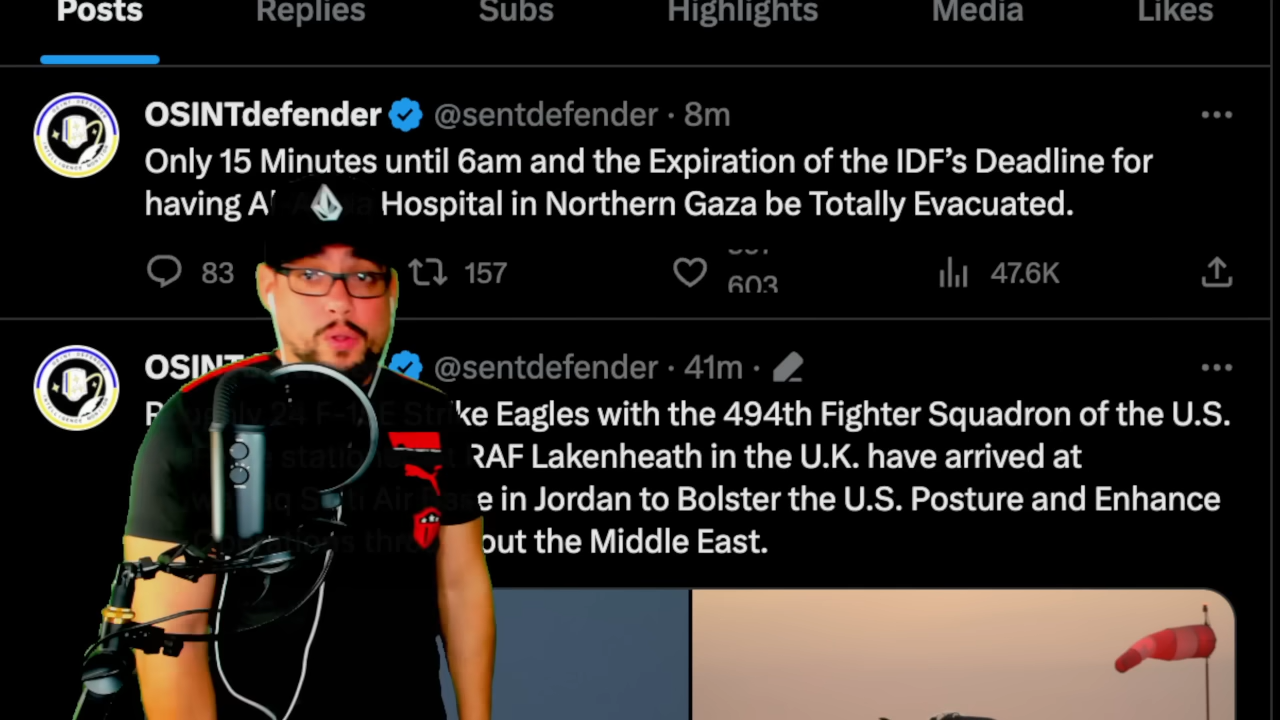 Posts Replies Subs Highlights Media Likes
OSINTdefender @sentdefender · 8m
Only 15 Minutes until 6am and the Expiration of the IDF’s Deadline for
having Hospital in Northern Gaza be Totally Evacuated.
83 157 603 47.6K
@sentdefender · 41m ·
Eagles with the 494th Fighter Squadron of the U.S.
RAF Lakenheath in the U.K. have arrived at
in Jordan to Bolster the U.S. Posture and Enhance
the Middle East.